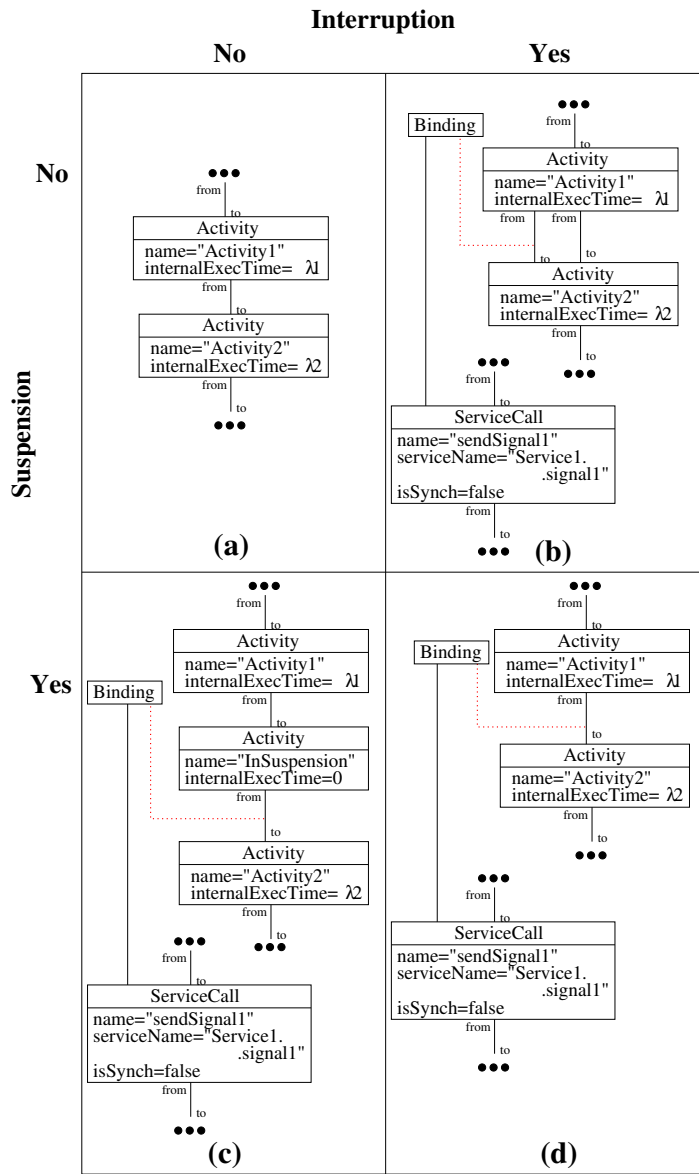 Interruption
No
Yes
Suspension
No
from
to
Activity
name="Activity1"
internalExecTime= λ1
from
to
Activity
name="Activity2"
internalExecTime= λ2
from
to
(a)
Binding
from
to
Activity
name="Activity1"
internalExecTime= λ1
from
from
to
to
Activity
name="Activity2"
internalExecTime= λ2
from
to
from
to
ServiceCall
name="sendSignal1"
serviceName="Service1.
.signal1"
isSynch=false
from
to
(b)
Yes
from
to
Activity
name="Activity1"
internalExecTime= λ1
Binding
from
to
Activity
name="InSuspension"
internalExecTime=0
from
to
Activity
name="Activity2"
internalExecTime= λ2
from
to
from
to
ServiceCall
name="sendSignal1"
serviceName="Service1.
.signal1"
isSynch=false
from
to
(c)
from
to
Binding
Activity
name="Activity1"
internalExecTime= λ1
from
to
Activity
name="Activity2"
internalExecTime= λ2
from
to
from
to
ServiceCall
name="sendSignal1"
serviceName="Service1.
.signal1"
isSynch=false
from
to
(d)